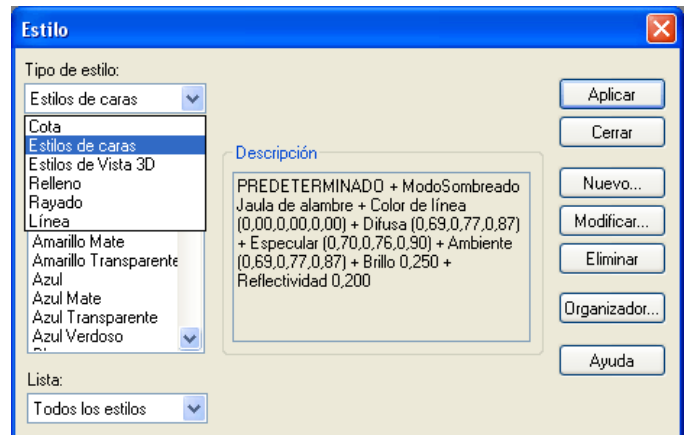 Estilo
Tipo de estilo:
Estilos de caras
Cota
Estilos de caras
Estilos de Vista 3D
Relleno
Rayado
Línea
Amarillo Mate
Amarillo Transparente
Azul
Azul Mate
Azul Transparente
Azul Verdoso
Lista:
Todos los estilos
Descripción
PREDETERMINADO + ModoSombreado
Jaula de alambre + Color de línea
(0,00,0,00,0,00) + Difusa (0,69,0,77,0,87)
+ Especular (0,70,0,76,0,90) + Ambiente
(0,69,0,77,0,87) + Brillo 0,250 +
Reflectividad 0,200
Aplicar
Cerrar
Nuevo...
Modificar...
Eliminar
Organizador...
Ayuda